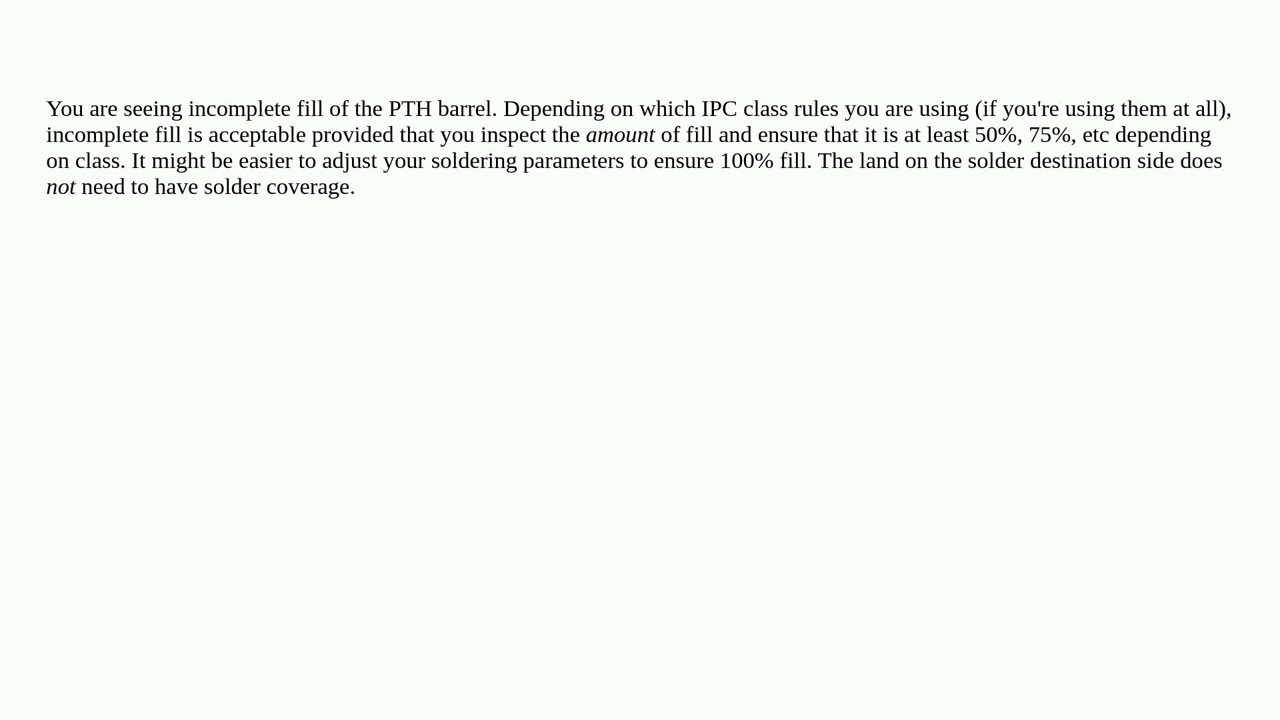 You are seeing incomplete fill of the PTH barrel. Depending on which IPC class rules you are using (if you're using them at all),
incomplete fill is acceptable provided that you inspect the amount of fill and ensure that it is at least 50%, 75%, etc depending
on class. It might be easier to adjust your soldering parameters to ensure 100% fill. The land on the solder destination side does
not need to have solder coverage.